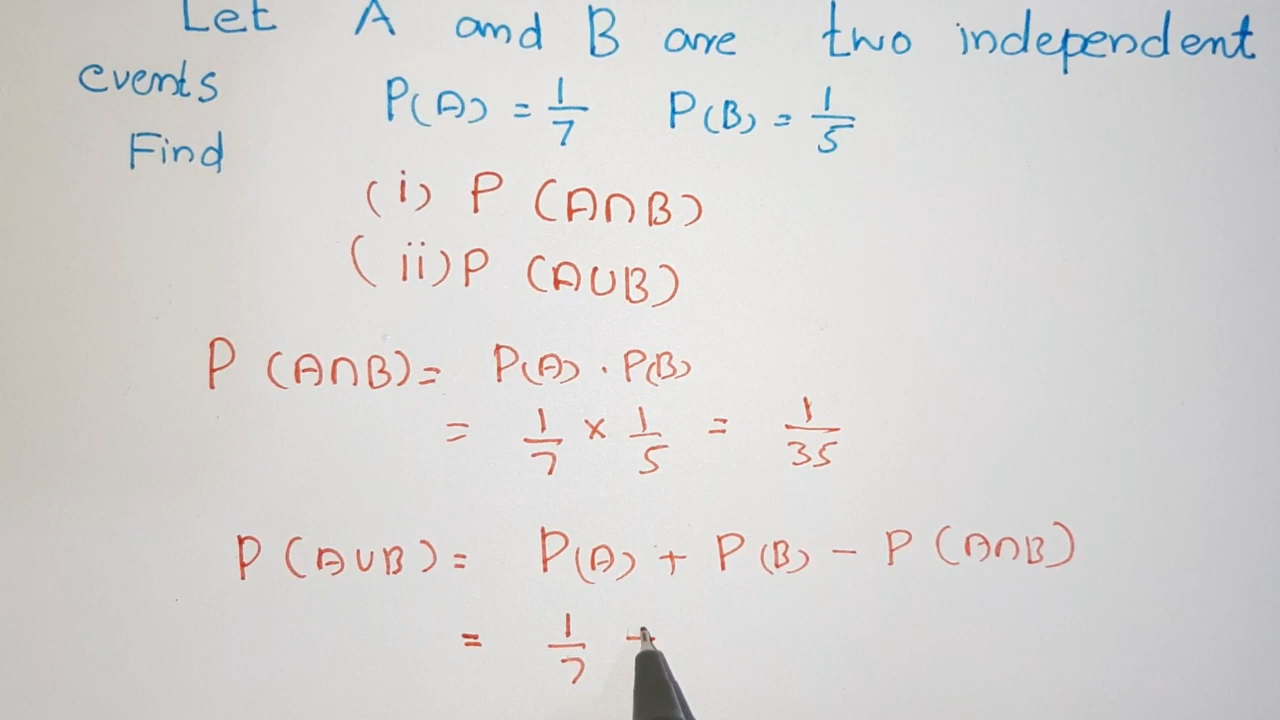 Let A and B are two independent
events P(A) = 1/7 P(B) = 1/5
Find
(i) P (A∩B)
(ii) P (A∪B)
P (A∩B) = P(A) . P(B)
= 1/7 × 1/5 = 1/35
P (A∪B) = P(A) + P(B) − P (A∩B)
= 1/7 +